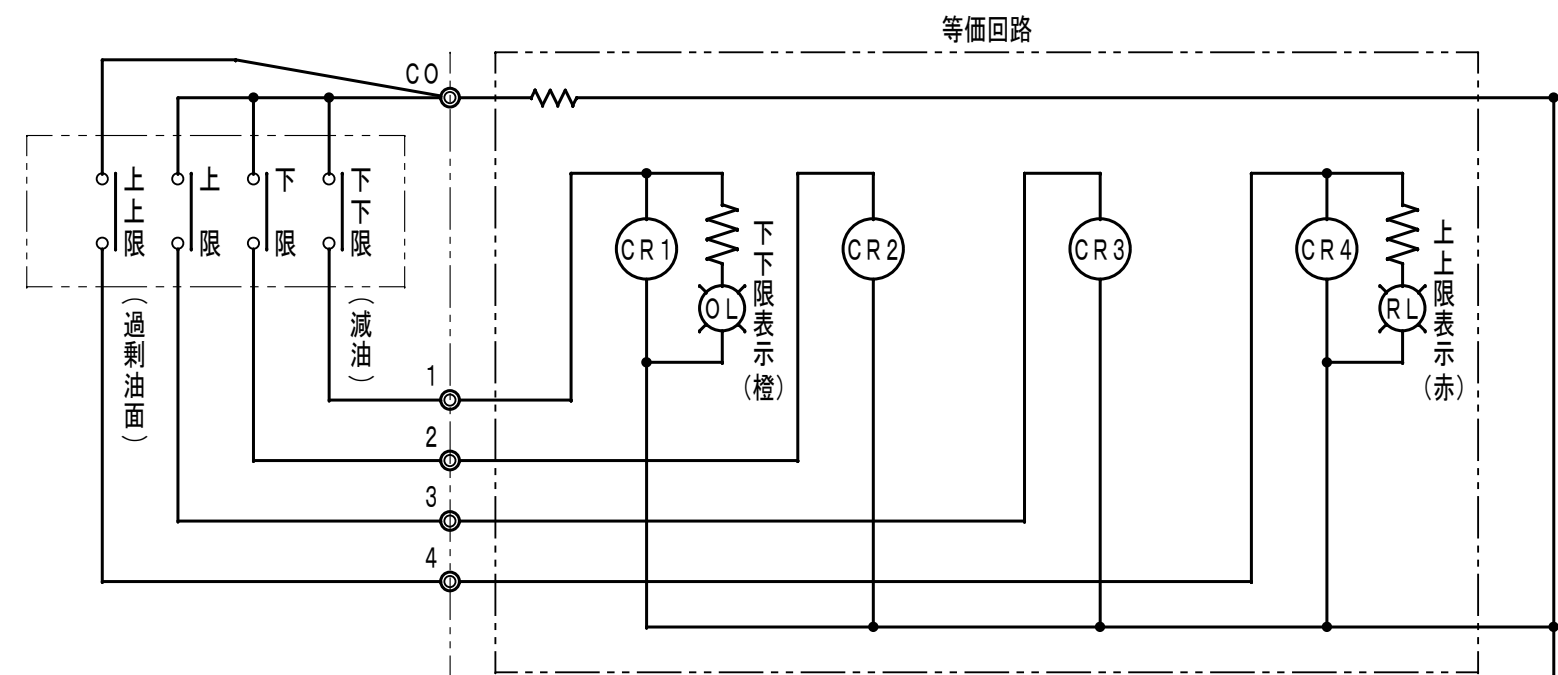 等価回路
CO
上上限
上限
下限
下下限
(過剰油面)
(減油)
1
2
3
4
CR1
OL
下下限表示
(橙)
CR2
CR3
CR4
RL
上上限表示
(赤)